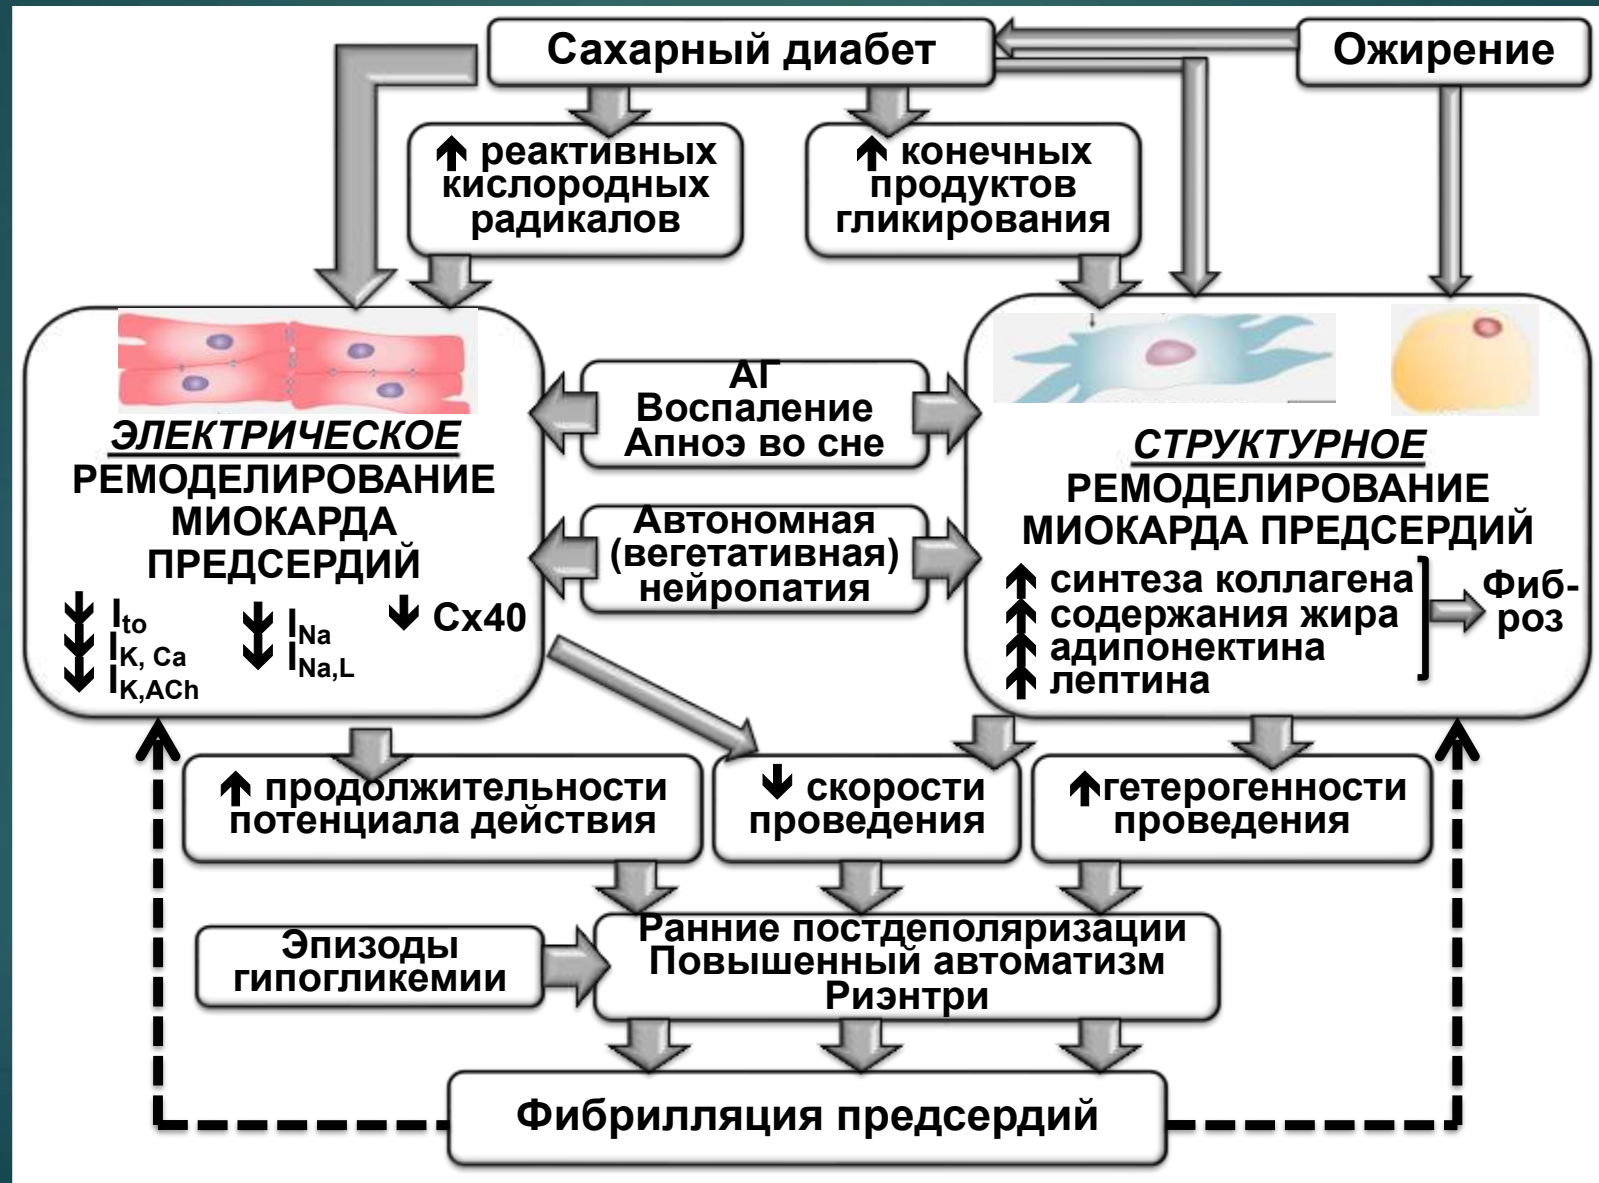 Сахарный диабет
Ожирение
↑ реактивных
кислородных
радикалов
↑ конечных
продуктов
гликирования
АГ
Воспаление
Апноэ во сне
Автономная
(вегетативная)
нейропатия
ЭЛЕКТРИЧЕСКОЕ
РЕМОДЕЛИРОВАНИЕ
МИОКАРДА
ПРЕДСЕРДИЙ
↓ Ito
↓ IK, Ca
↓ IK,ACh
↓ INa
↓ INa,L
↓ Cx40
СТРУКТУРНОЕ
РЕМОДЕЛИРОВАНИЕ
МИОКАРДА ПРЕДСЕРДИЙ
↑ синтеза коллагена
↑ содержания жира
↑ адипонектина
↑ лептина
Фиб-
роз
↑ продолжительности
потенциала действия
↓ скорости
проведения
↑гетерогенности
проведения
Эпизоды
гипогликемии
Ранние постдеполяризации
Повышенный автоматизм
Риэнтри
Фибрилляция предсердий